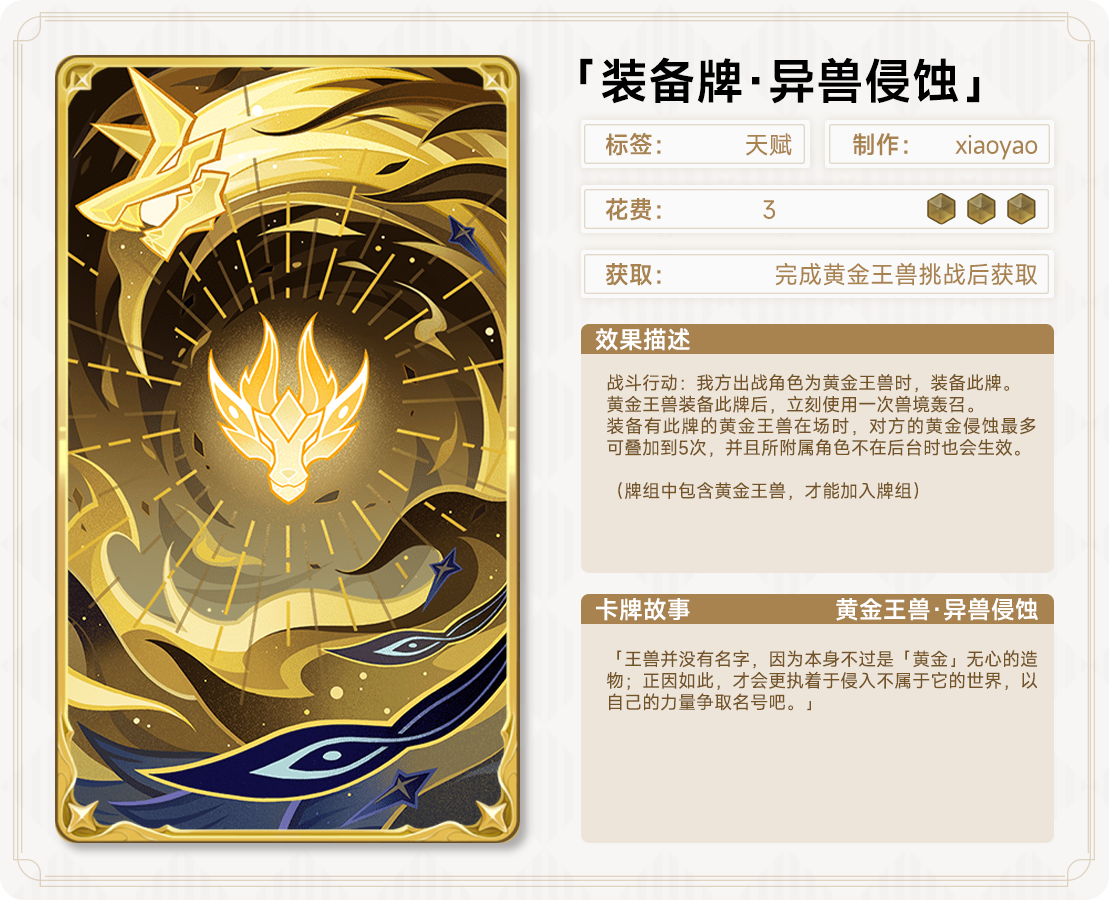 「装备牌·异兽侵蚀」
标签： 天赋
制作： xiaoyao
花费： 3
获取： 完成黄金王兽挑战后获取
效果描述
战斗行动：我方出战角色为黄金王兽时，装备此牌。
黄金王兽装备此牌后，立刻使用一次兽境轰召。
装备有此牌的黄金王兽在场时，对方的黄金侵蚀最多
可叠加到5次，并且所附属角色不在后台时也会生效。
（牌组中包含黄金王兽，才能加入牌组）
卡牌故事 黄金王兽·异兽侵蚀
「王兽并没有名字，因为本身不过是「黄金」无心的造
物；正因如此，才会更执着于侵入不属于它的世界，以
自己的力量争取名号吧。」